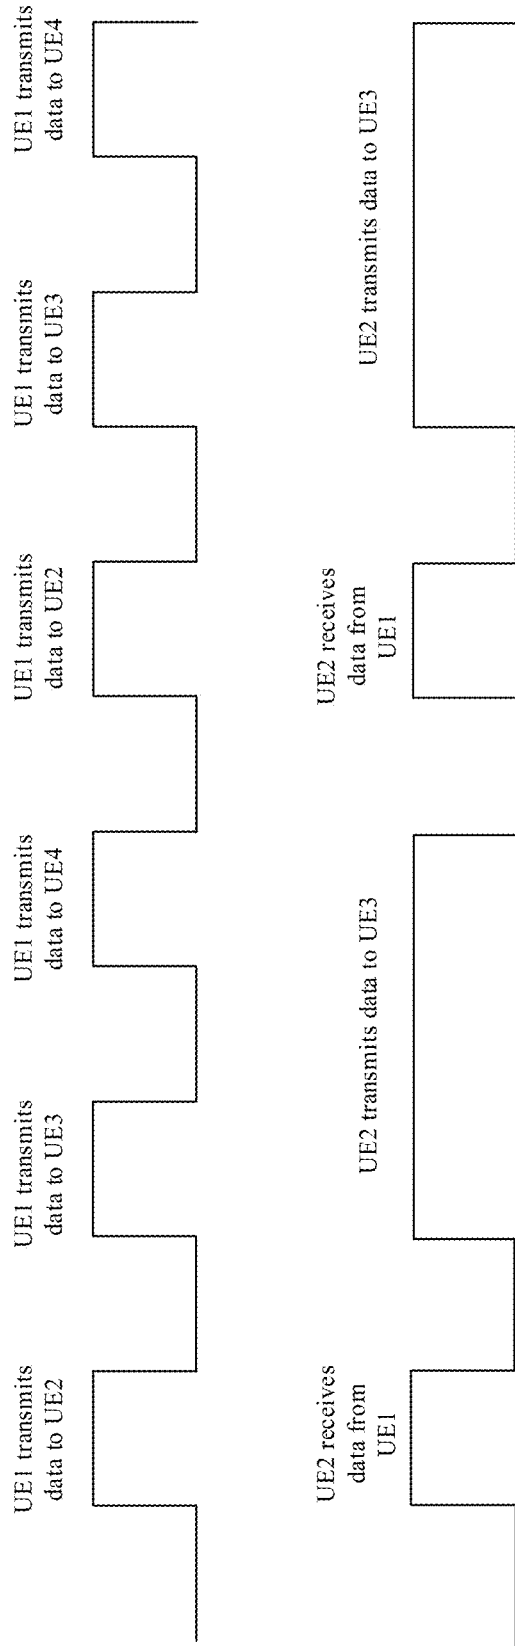 UE1 transmits
data to UE2
UE1 transmits
data to UE3
UE1 transmits
data to UE4
UE1 transmits
data to UE2
UE1 transmits
data to UE3
UE1 transmits
data to UE4
UE2 receives
data from
UE1
UE2 transmits data to UE3
UE2 receives
data from
UE1
UE2 transmits data to UE3